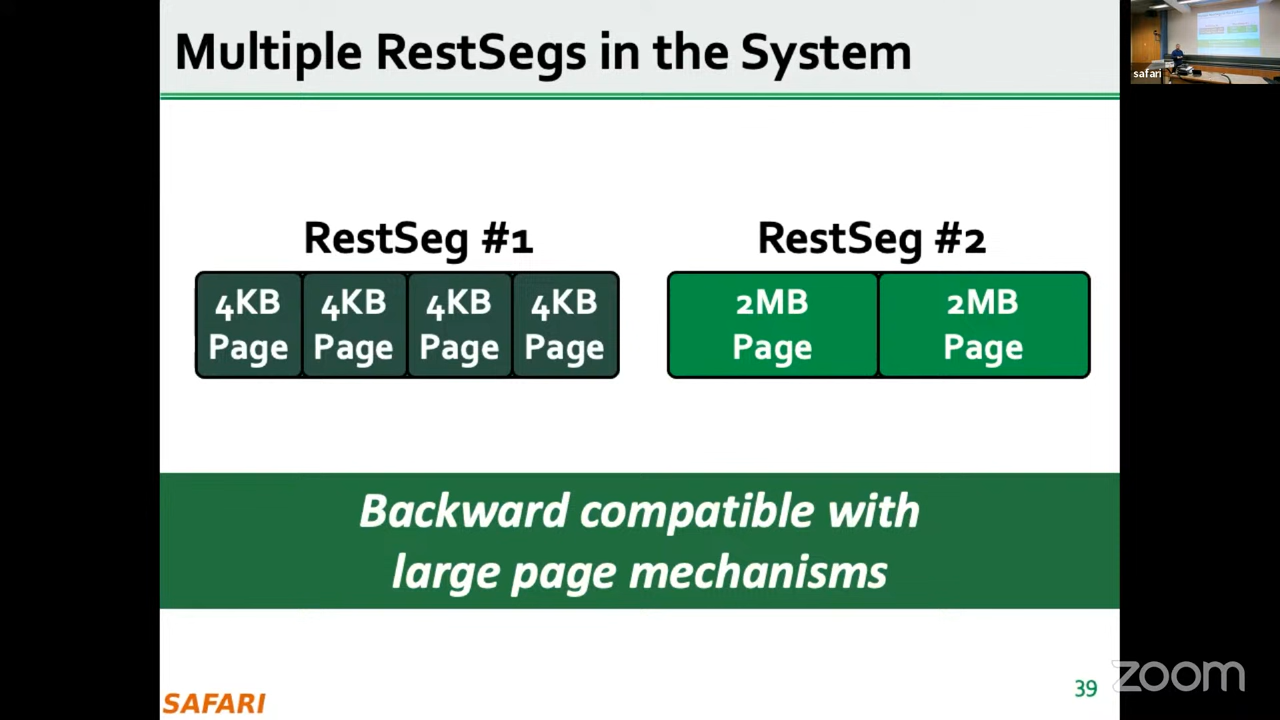 Multiple RestSegs in the System
safari
RestSeg #1
RestSeg #2
4KB Page
4KB Page
4KB Page
4KB Page
2MB Page
2MB Page
Backward compatible with
large page mechanisms
SAFARI
39
zoom